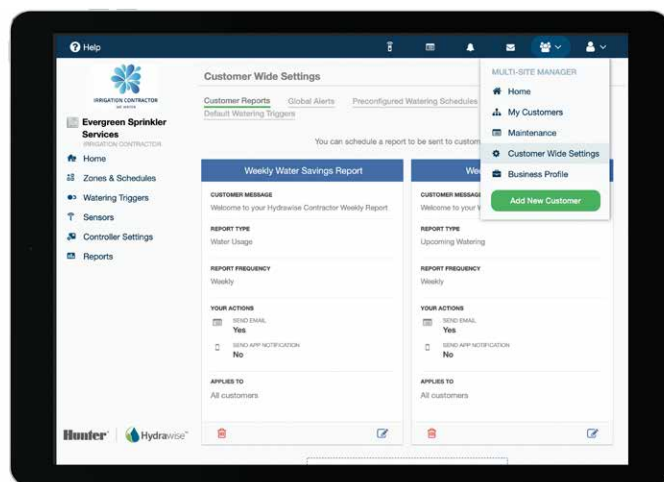 Help
IRRIGATION CONTRACTOR
Evergreen Sprinkler
Services
IRRIGATION CONTRACTOR
Home
Zones & Schedules
Watering Triggers
Sensors
Controller Settings
Reports
Hunter Hydrawise™
Customer Wide Settings
Customer Reports Global Alerts Preconfigured Watering Schedules
Default Watering Triggers
You can schedule a report to be sent to custom
Weekly Water Savings Report
CUSTOMER MESSAGE
Welcome to your Hydrawise Contractor Weekly Report
REPORT TYPE
Water Usage
REPORT FREQUENCY
Weekly
YOUR ACTIONS
SEND EMAIL
Yes
SEND APP NOTIFICATION
No
APPLIES TO
All customers
CUSTOMER MESSAGE
Welcome to your
REPORT TYPE
Upcoming Watering
REPORT FREQUENCY
Weekly
YOUR ACTIONS
SEND EMAIL
Yes
SEND APP NOTIFICATION
No
APPLIES TO
All customers
MULTI-SITE MANAGER
Home
My Customers
Maintenance
Customer Wide Settings
Business Profile
Add New Customer